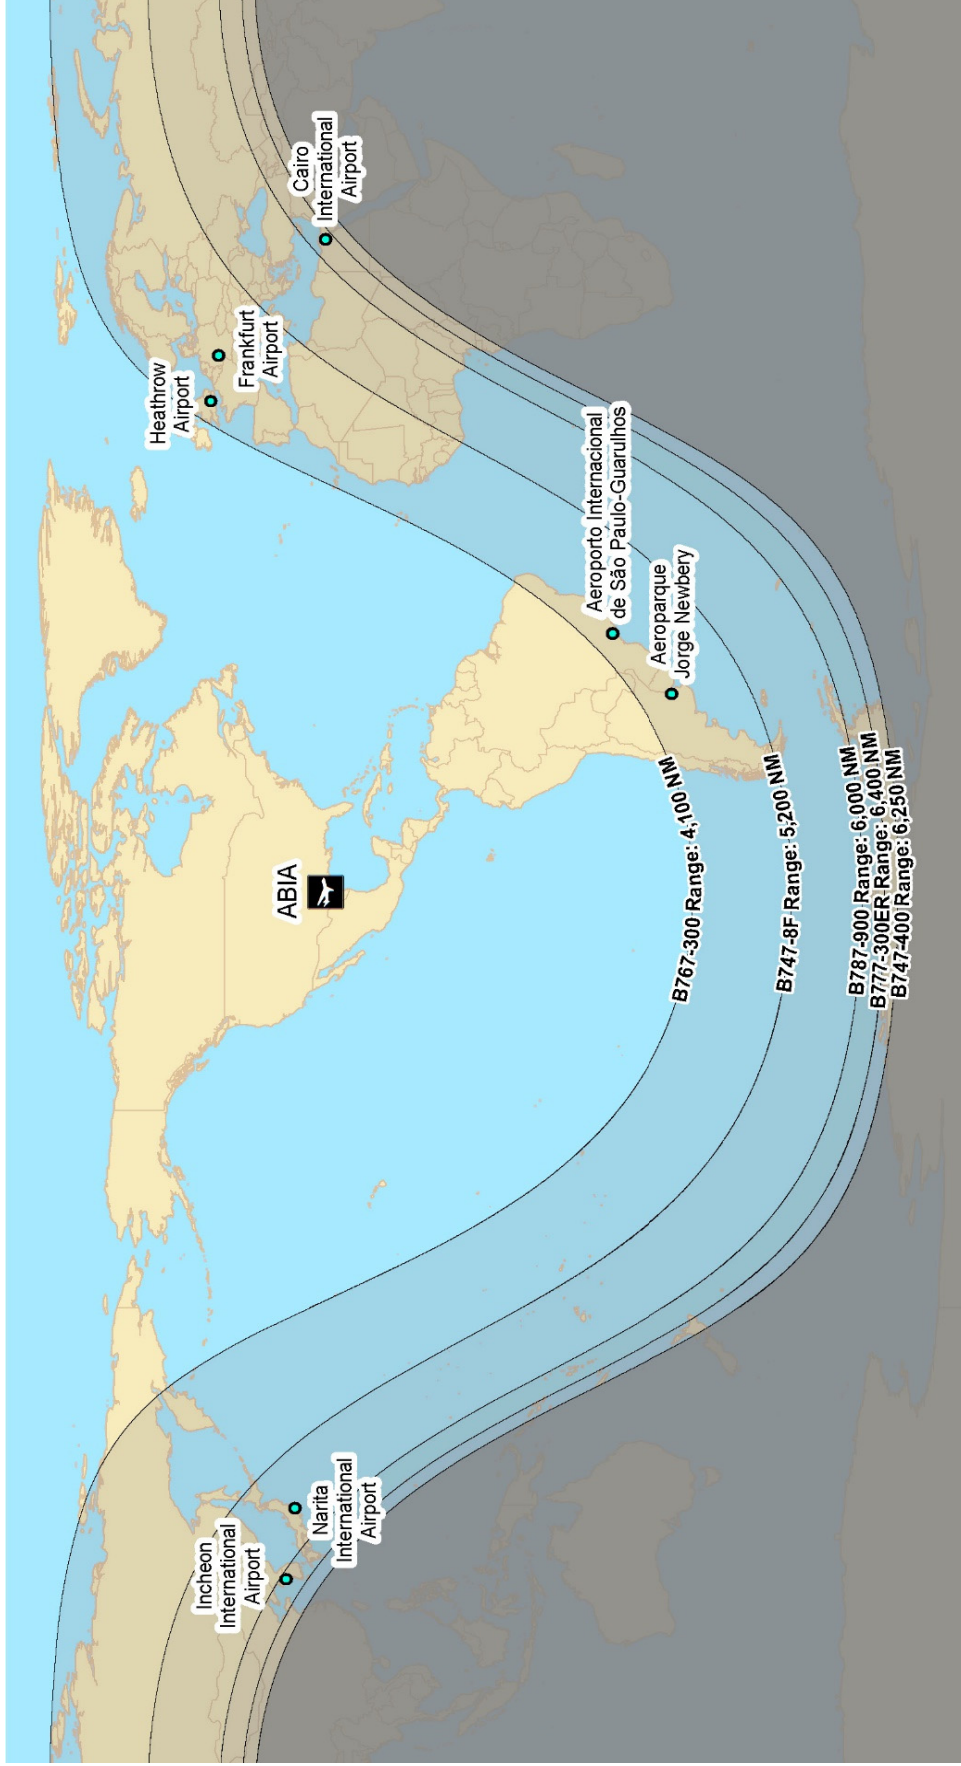 Heathrow
Airport
Frankfurt
Airport
Cairo
International
Airport
ABIA
Incheon
International
Airport
Narita
International
Airport
Aeroporto Internacional
de São Paulo-Guarulhos
Aeroparque
Jorge Newbery
B767-300 Range: 4,100 NM
B747-8F Range: 5,200 NM
B787-900 Range: 6,000 NM
B777-300ER Range: 6,400 NM
B747-400 Range: 6,250 NM